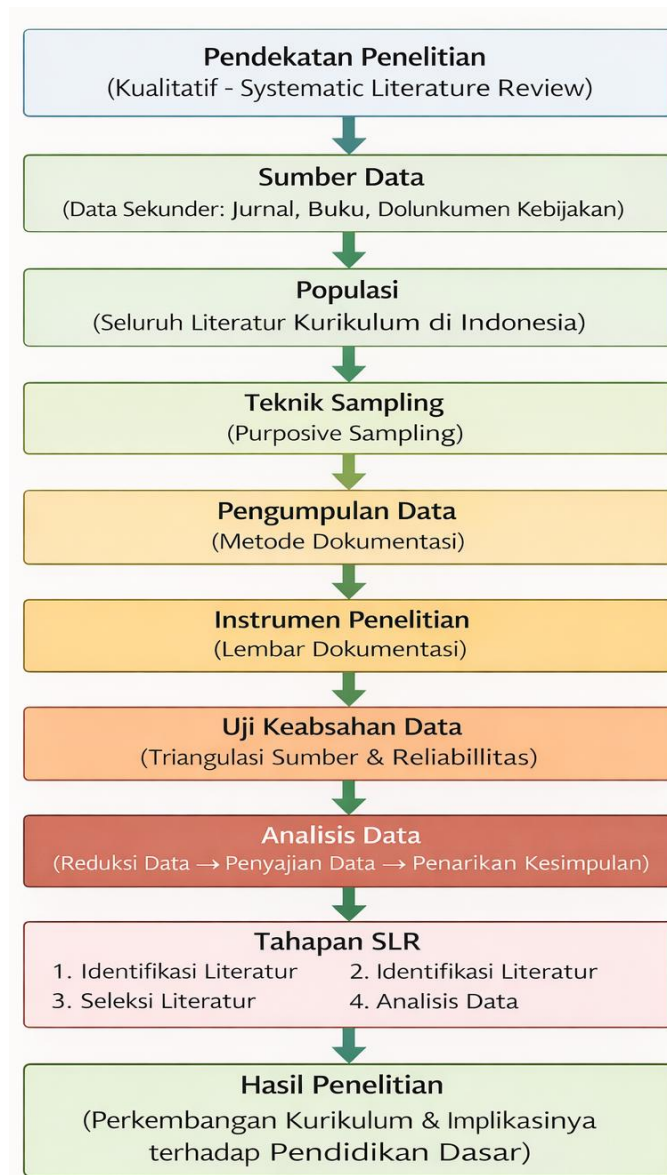 Pendekatan Penelitian
(Kualitatif - Systematic Literature Review)
Sumber Data
(Data Sekunder: Jurnal, Buku, Dolunkumen Kebijakan)
Populasi
(Seluruh Literatur Kurikulum di Indonesia)
Teknik Sampling
(Purposive Sampling)
Pengumpulan Data
(Metode Dokumentasi)
Instrumen Penelitian
(Lembar Dokumentasi)
Uji Keabsahan Data
(Triangulasi Sumber & Reliabillitas)
Analisis Data
(Reduksi Data → Penyajian Data → Penarikan Kesimpulan)
Tahapan SLR
1. Identifikasi Literatur 2. Identifikasi Literatur
3. Seleksi Literatur 4. Analisis Data
Hasil Penelitian
(Perkembangan Kurikulum & Implikasinya
terhadap Pendidikan Dasar)